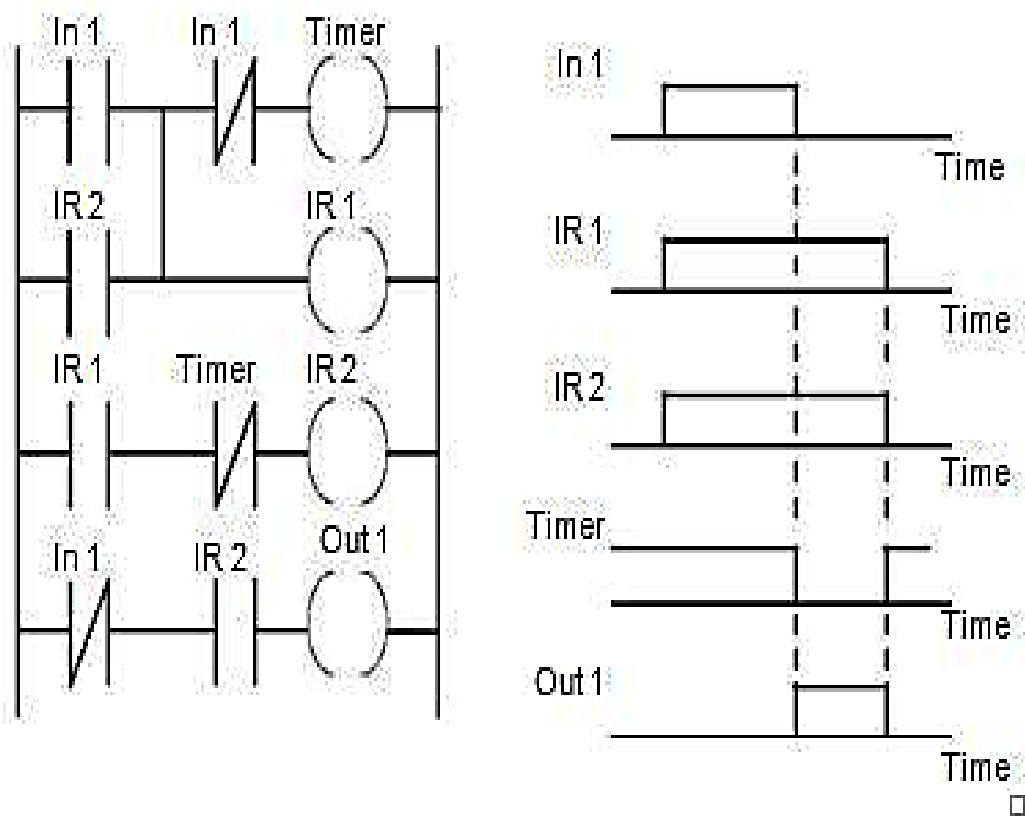 In 1 In 1 Timer
IR 2 IR 1
IR 1 Timer IR 2
In 1 IR 2 Out 1
In 1
Time
IR 1
Time
IR 2
Time
Timer
Time
Out 1
Time